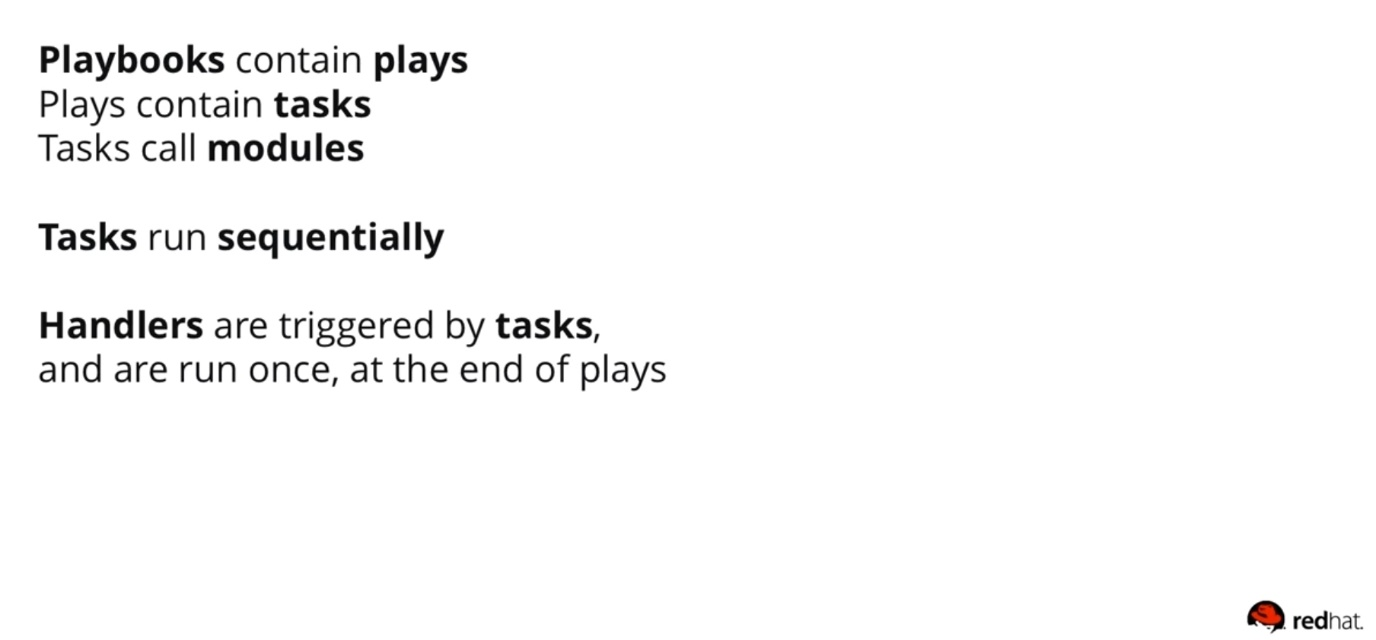 Playbooks contain plays
Plays contain tasks
Tasks call modules
Tasks run sequentially
Handlers are triggered by tasks,
and are run once, at the end of plays
redhat.